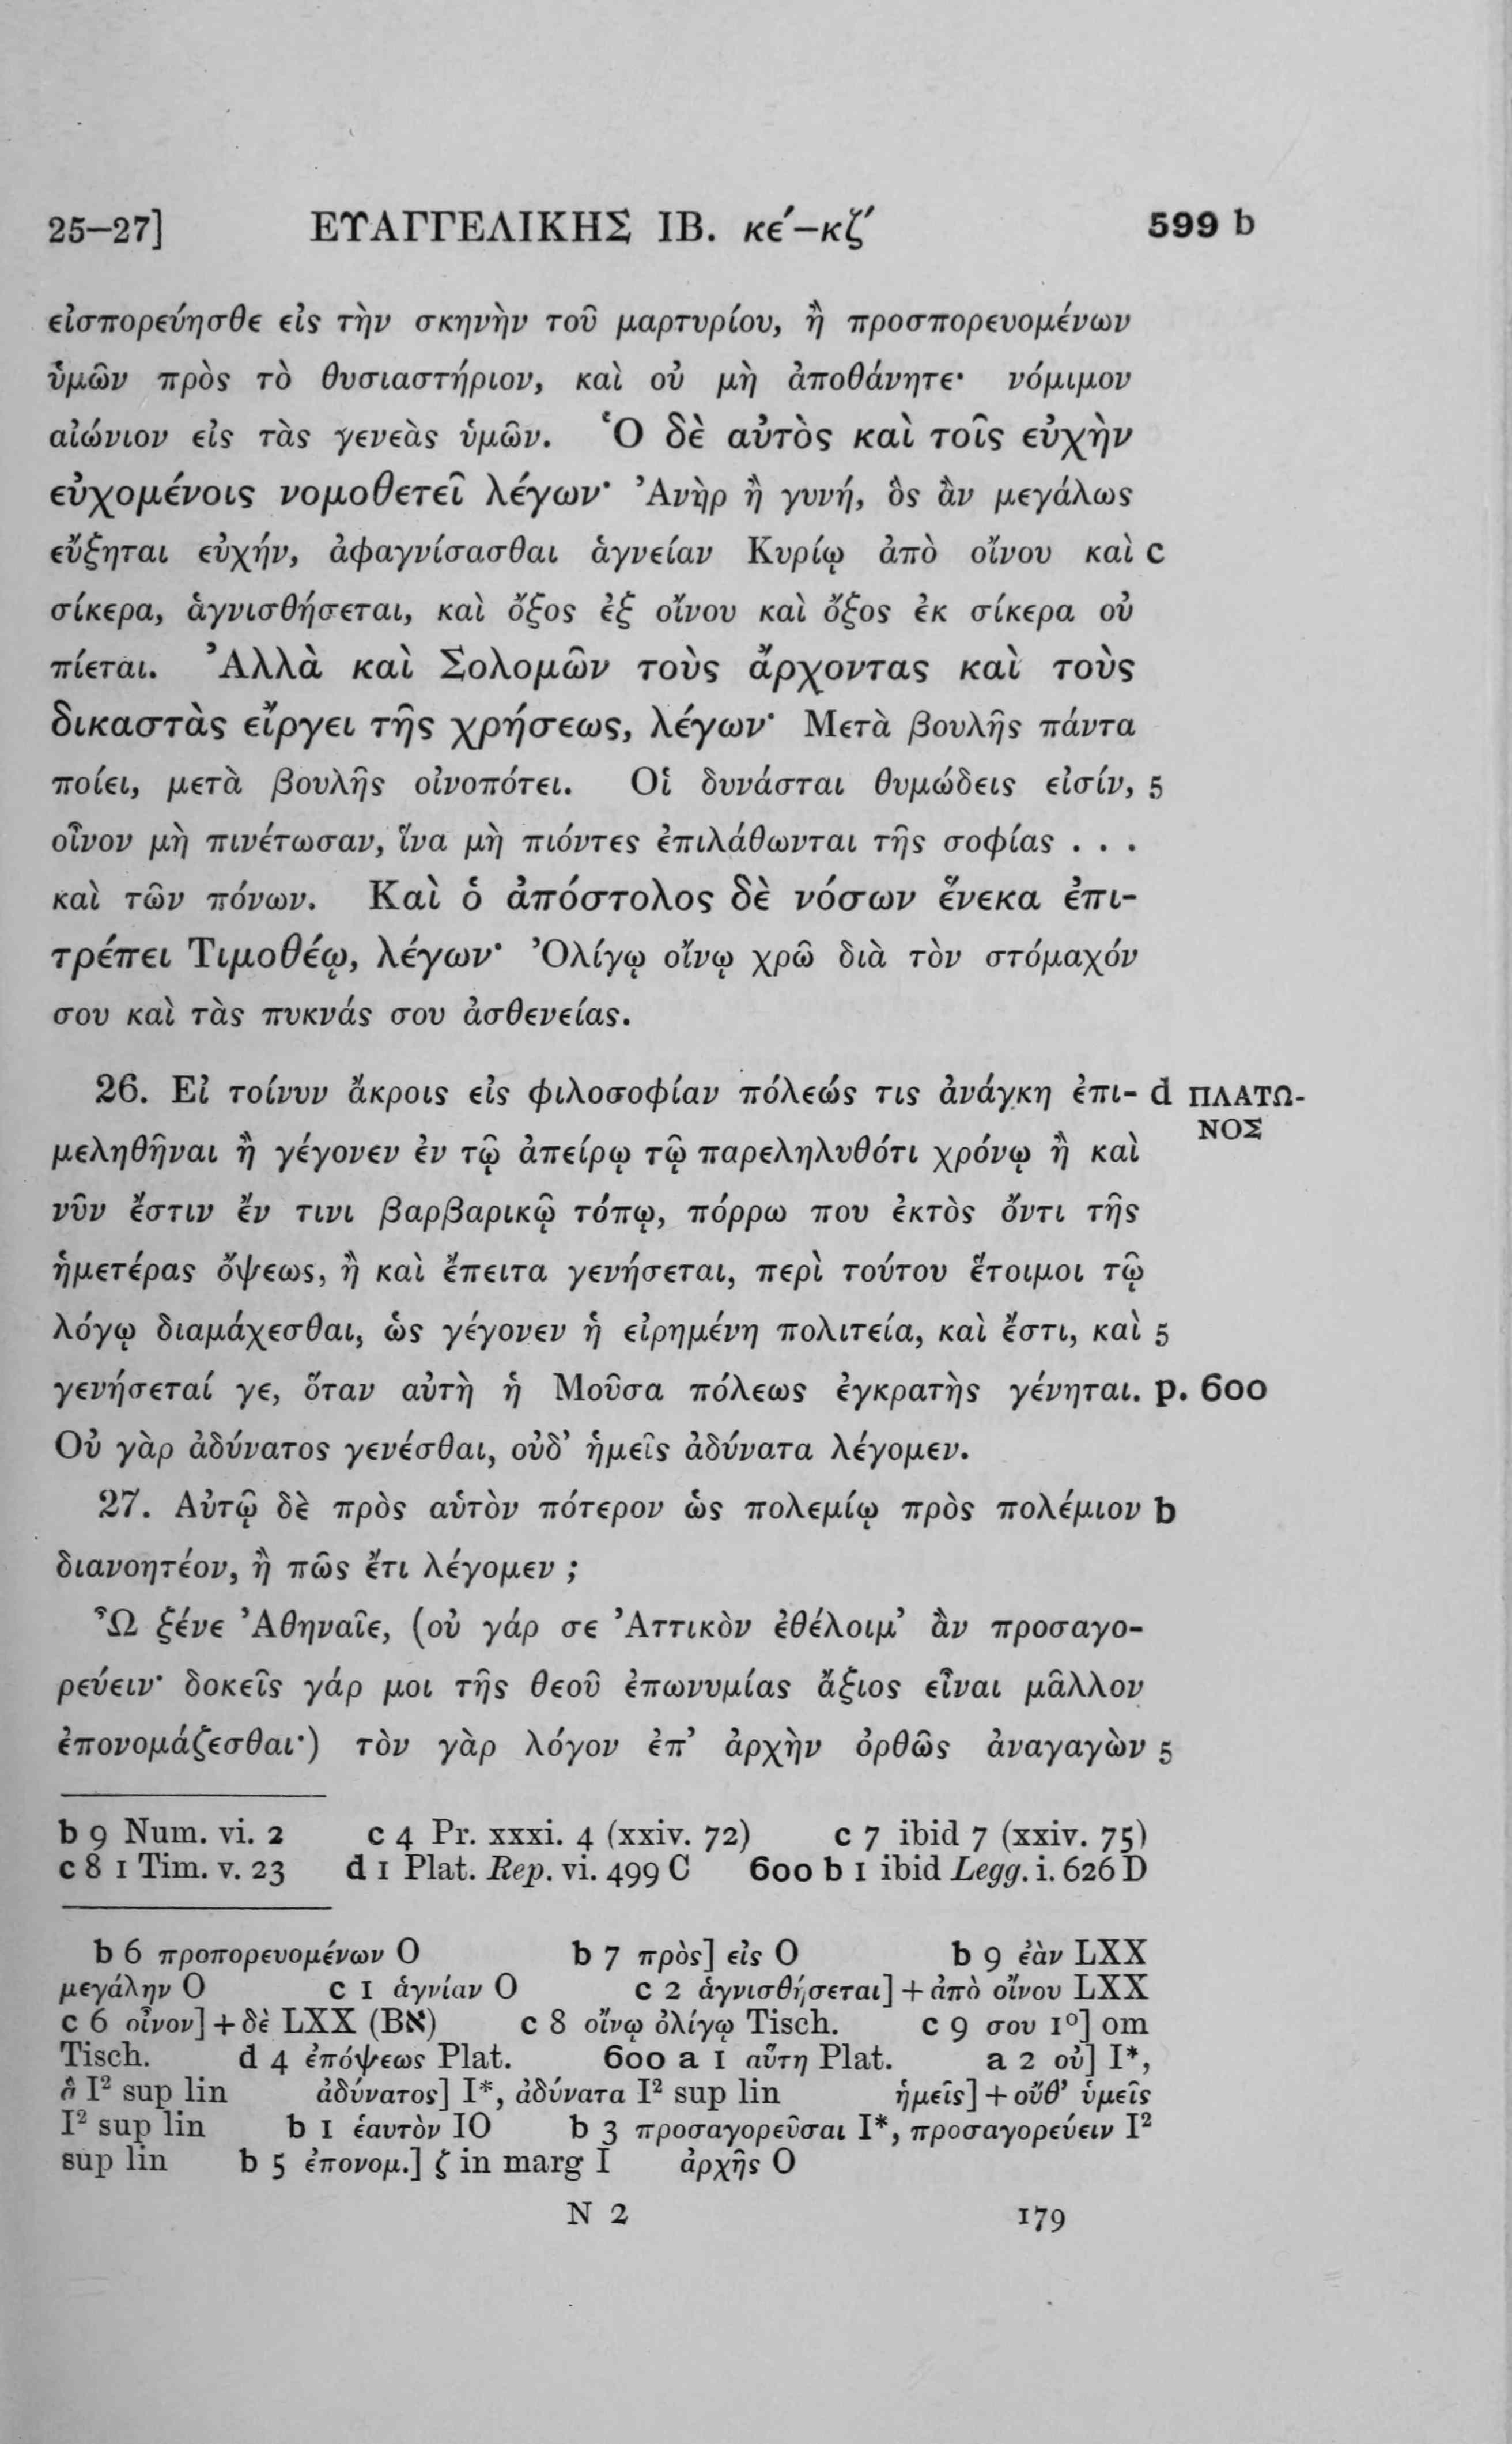 25–27] ΕΥΑΓΓΕΛΙΚΗΣ ΙΒ. κε´–κζ´ 599 b
εἰσπορεύησθε εἰς τὴν σκηνὴν τοῦ μαρτυρίου, ἢ προσπορευομένων
ὑμῶν πρὸς τὸ θυσιαστήριον, καὶ οὐ μὴ ἀποθάνητε· νόμιμον
αἰώνιον εἰς τὰς γενεὰς ὑμῶν. Ὁ δὲ αὐτὸς καὶ τοῖς εὐχὴν
εὐχομένοις νομοθετεῖ λέγων· Ἀνὴρ ἢ γυνή, ὃς ἂν μεγάλως
εὔξηται εὐχήν, ἀφαγνίσασθαι ἁγνείαν Κυρίῳ ἀπὸ οἴνου καὶ c
σίκερα, ἁγνισθήσεται, καὶ ὄξος ἐξ οἴνου καὶ ὄξος ἐκ σίκερα οὐ
πίεται. Ἀλλὰ καὶ Σολομῶν τοὺς ἄρχοντας καὶ τοὺς
δικαστὰς εἴργει τῆς χρήσεως, λέγων· Μετὰ βουλῆς πάντα
ποίει, μετὰ βουλῆς οἰνοπότει. Οἱ δυνάσται θυμώδεις εἰσίν, 5
οἶνον μὴ πινέτωσαν, ἵνα μὴ πιόντες ἐπιλάθωνται τῆς σοφίας . . .
καὶ τῶν πόνων. Καὶ ὁ ἀπόστολος δὲ νόσων ἕνεκα ἐπι-
τρέπει Τιμοθέῳ, λέγων· Ὀλίγῳ οἴνῳ χρῶ διὰ τὸν στόμαχόν
σου καὶ τὰς πυκνάς σου ἀσθενείας.
26. Εἰ τοίνυν ἄκροις εἰς φιλοσοφίαν πόλεώς τις ἀνάγκη ἐπι- d ΠΛΑΤΩ-
ΝΟΣ
μεληθῆναι ἢ γέγονεν ἐν τῷ ἀπείρῳ τῷ παρεληλυθότι χρόνῳ ἢ καὶ
νῦν ἔστιν ἔν τινι βαρβαρικῷ τόπῳ, πόρρω που ἐκτὸς ὄντι τῆς
ἡμετέρας ὄψεως, ἢ καὶ ἔπειτα γενήσεται, περὶ τούτου ἕτοιμοι τῷ
λόγῳ διαμάχεσθαι, ὡς γέγονεν ἡ εἰρημένη πολιτεία, καὶ ἔστι, καὶ 5
γενήσεταί γε, ὅταν αὐτὴ ἡ Μοῦσα πόλεως ἐγκρατὴς γένηται. p. 600
Οὐ γὰρ ἀδύνατος γενέσθαι, οὐδ’ ἡμεῖς ἀδύνατα λέγομεν.
27. Αὐτῷ δὲ πρὸς αὑτὸν πότερον ὡς πολεμίῳ πρὸς πολέμιον b
διανοητέον, ἢ πῶς ἔτι λέγομεν ;
Ὦ ξένε Ἀθηναῖε, (οὐ γάρ σε Ἀττικὸν ἐθέλοιμ’ ἂν προσαγο-
ρεύειν· δοκεῖς γάρ μοι τῆς θεοῦ ἐπωνυμίας ἄξιος εἶναι μᾶλλον
ἐπονομάζεσθαι·) τὸν γὰρ λόγον ἐπ’ ἀρχὴν ὀρθῶς ἀναγαγὼν 5
b 9 Num. vi. 2 c 4 Pr. xxxi. 4 (xxiv. 72) c 7 ibid 7 (xxiv. 75)
c 8 1 Tim. v. 23 d 1 Plat. Rep. vi. 499 C 600 b 1 ibid Legg. i. 626 D
b 6 προπορευομένων O b 7 πρὸς] εἰς O b 9 ἐὰν LXX
μεγάλην O c 1 ἁγνίαν O c 2 ἁγνισθήσεται] + ἀπὸ οἴνου LXX
c 6 οἶνον] + δὲ LXX (Bℵ) c 8 οἴνῳ ὀλίγῳ Tisch. c 9 σου 1º] om
Tisch. d 4 ἐπόψεως Plat. 600 a 1 αὕτη Plat. a 2 οὐ] I*,
ὃ I² sup lin ἀδύνατος] I*, ἀδύνατα I² sup lin ἡμεῖς] + οὔθ’ ὑμεῖς
I² sup lin b 1 ἑαυτὸν IO b 3 προσαγορεῦσαι I*, προσαγορεύειν I²
sup lin b 5 ἐπονομ.] ζ in marg I ἀρχῆς O
N 2 179